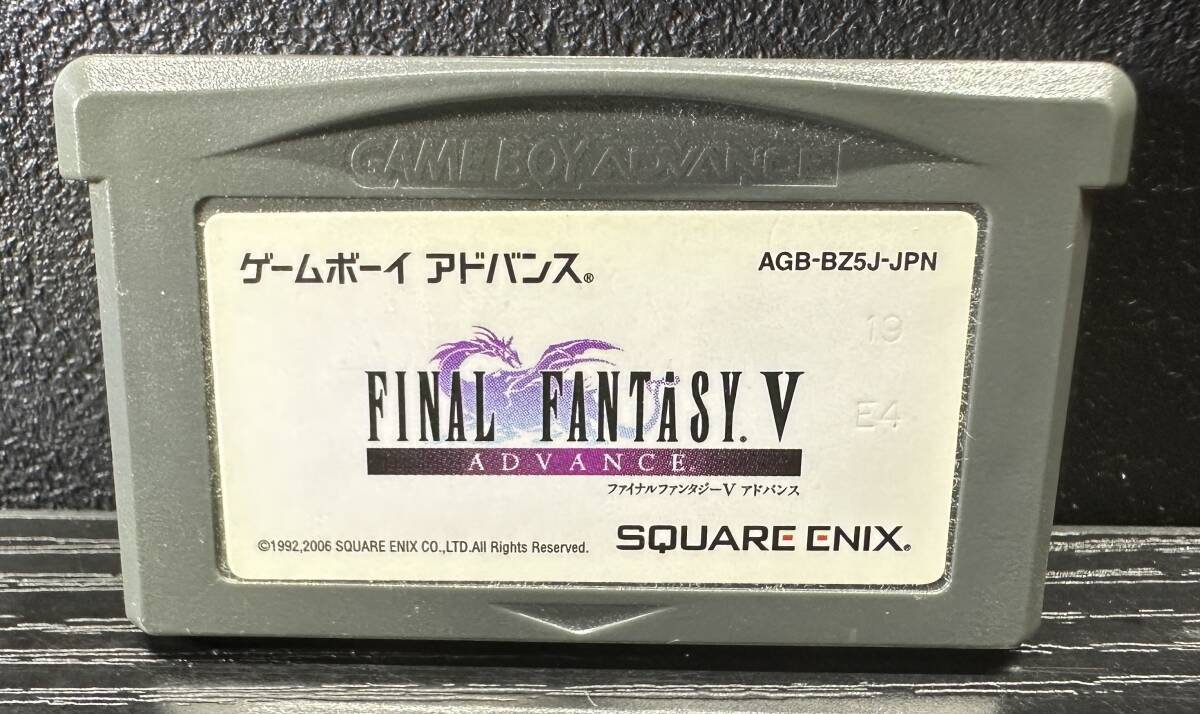 GAME BOY ADVANCE
ゲームボーイ アドバンス®
AGB-BZ5J-JPN
19
E4
FINAL FANTASY. V
ADVANCE
ファイナルファンタジーV アドバンス
©1992,2006 SQUARE ENIX CO.,LTD.All Rights Reserved.
SQUARE ENIX®